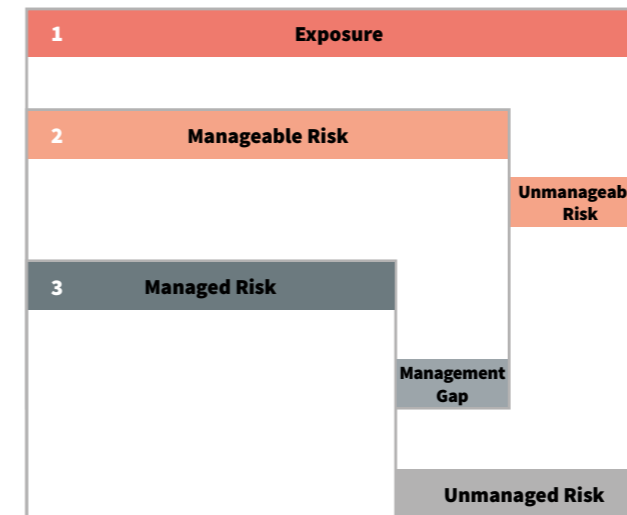 1 Exposure
2 Manageable Risk
Unmanageab
Risk
3 Managed Risk
Management
Gap
Unmanaged Risk